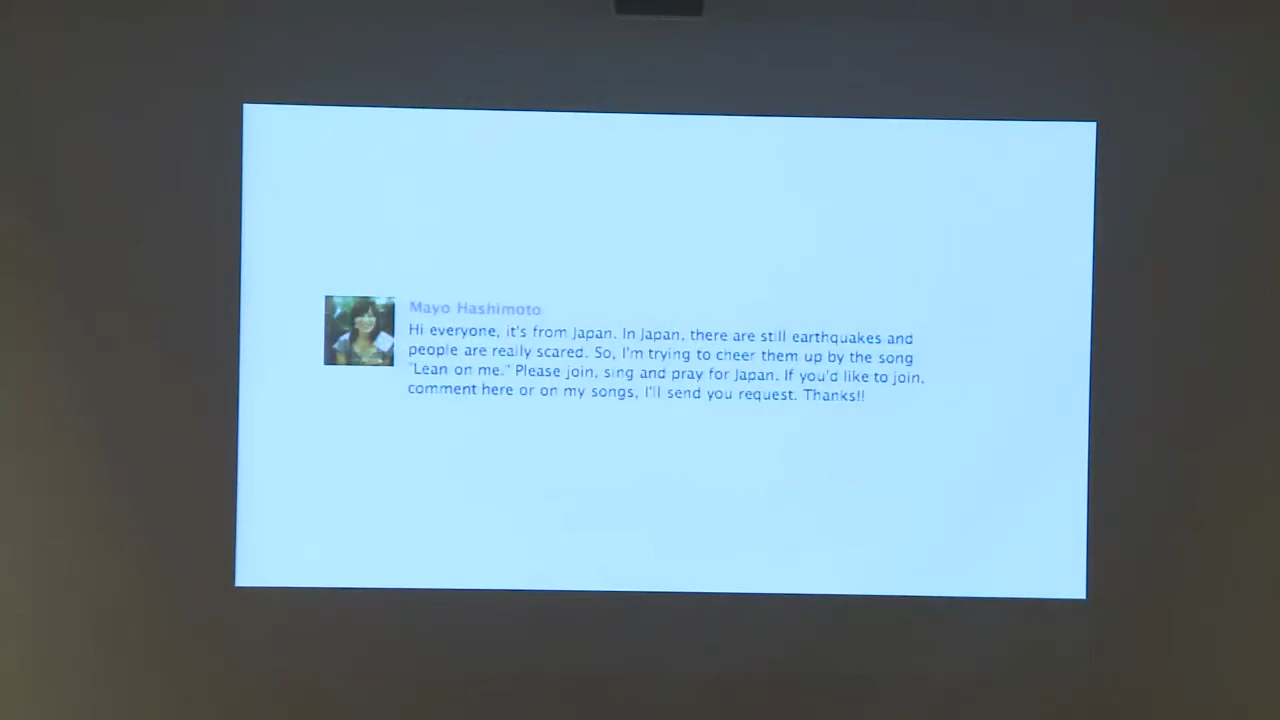 Mayo Hashimoto
Hi everyone, it's from Japan. In Japan, there are still earthquakes and
people are really scared. So, I'm trying to cheer them up by the song
"Lean on me." Please join, sing and pray for Japan. If you'd like to join,
comment here or on my songs, I'll send you request. Thanks!!